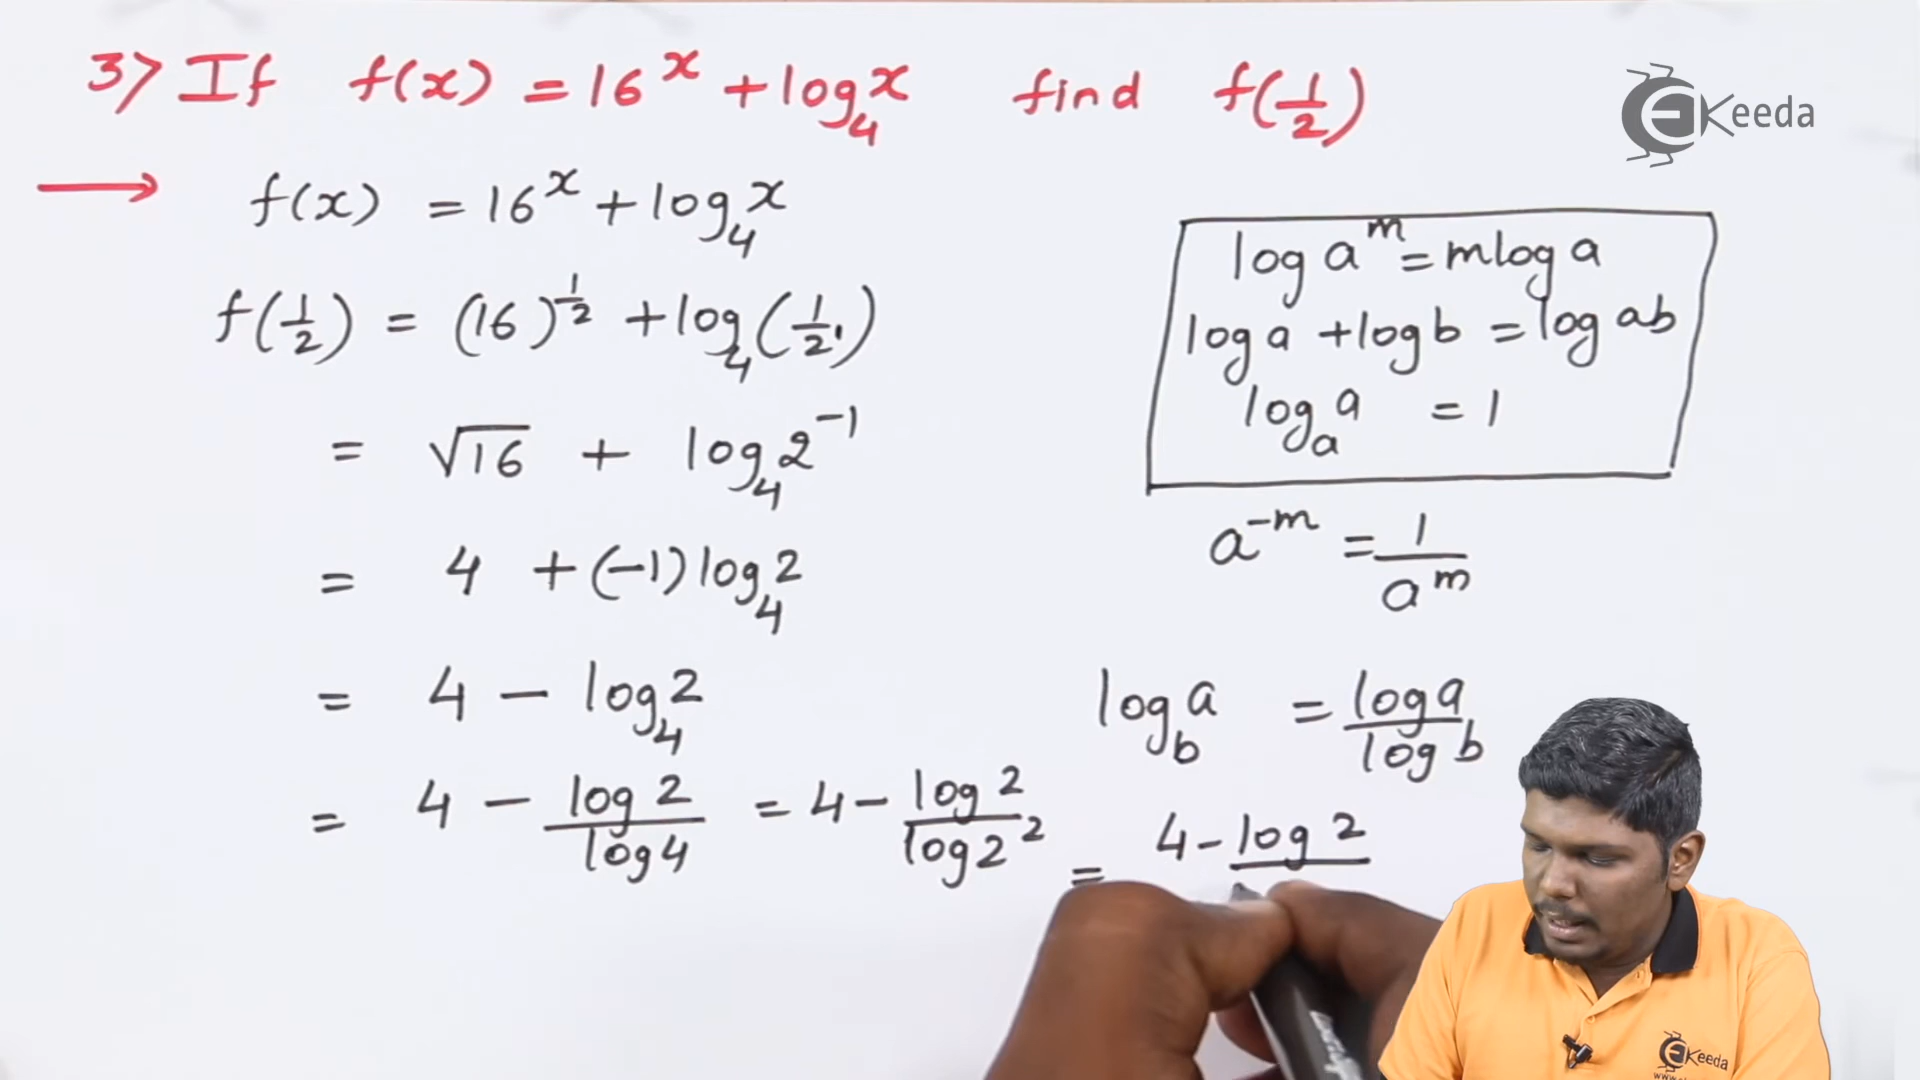 3> If f(x) = 16^x + log_4 x find f(1/2)
EKeeda
→ f(x) = 16^x + log_4 x
f(1/2) = (16)^1/2 + log_4 (1/2)
= √16 + log_4 2^-1
= 4 + (-1) log_4 2
= 4 - log_4 2
= 4 - log 2 / log 4 = 4 - log 2 / log 2^2 = 4 - log 2
log a^m = m log a
log a + log b = log ab
log_a a = 1
a^-m = 1 / a^m
log_b a = log a / log b
EKeeda